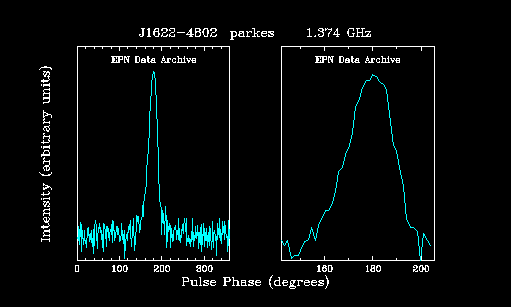 J1622-4802 parkes 1.374 GHz
EPN Data Archive EPN Data Archive
Intensity (arbitrary units)
0 100 200 300 160 180 200
Pulse Phase (degrees)